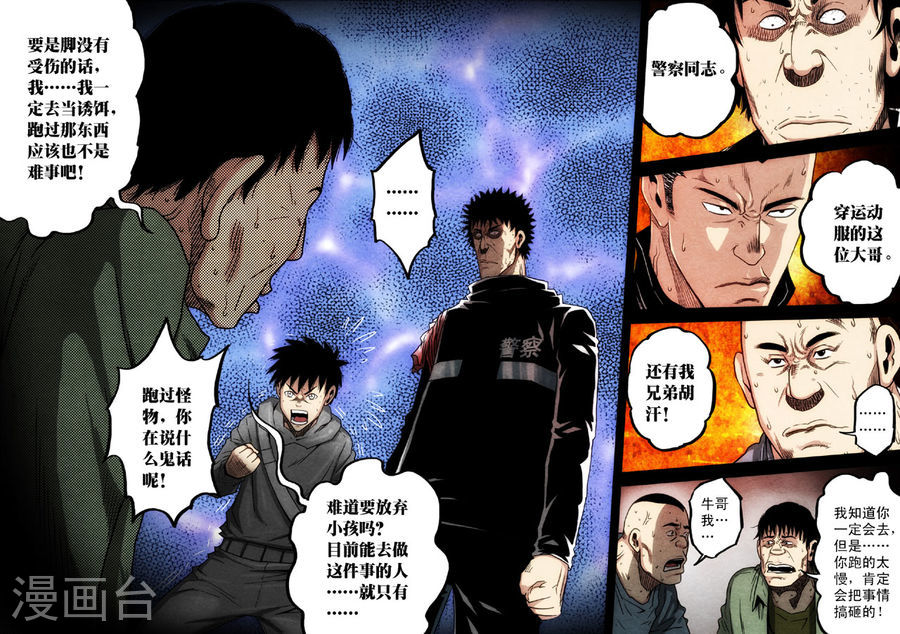 要是脚没有
受伤的话，
我……我一
定去当诱饵，
跑过那东西
应该也不是
难事吧！
……
……
警察
跑过怪
物，你
在说什
么鬼话
呢！
难道要放弃
小孩吗？
目前能去做
这件事的人
……就只有
……
警察同志。
穿运动
服的这
位大哥。
还有我
兄弟胡
汗！
……
……
牛哥
我…
…
我知道你
一定会去，
但是……
你跑的太
慢，肯定
会把事情
搞砸的！
漫画台